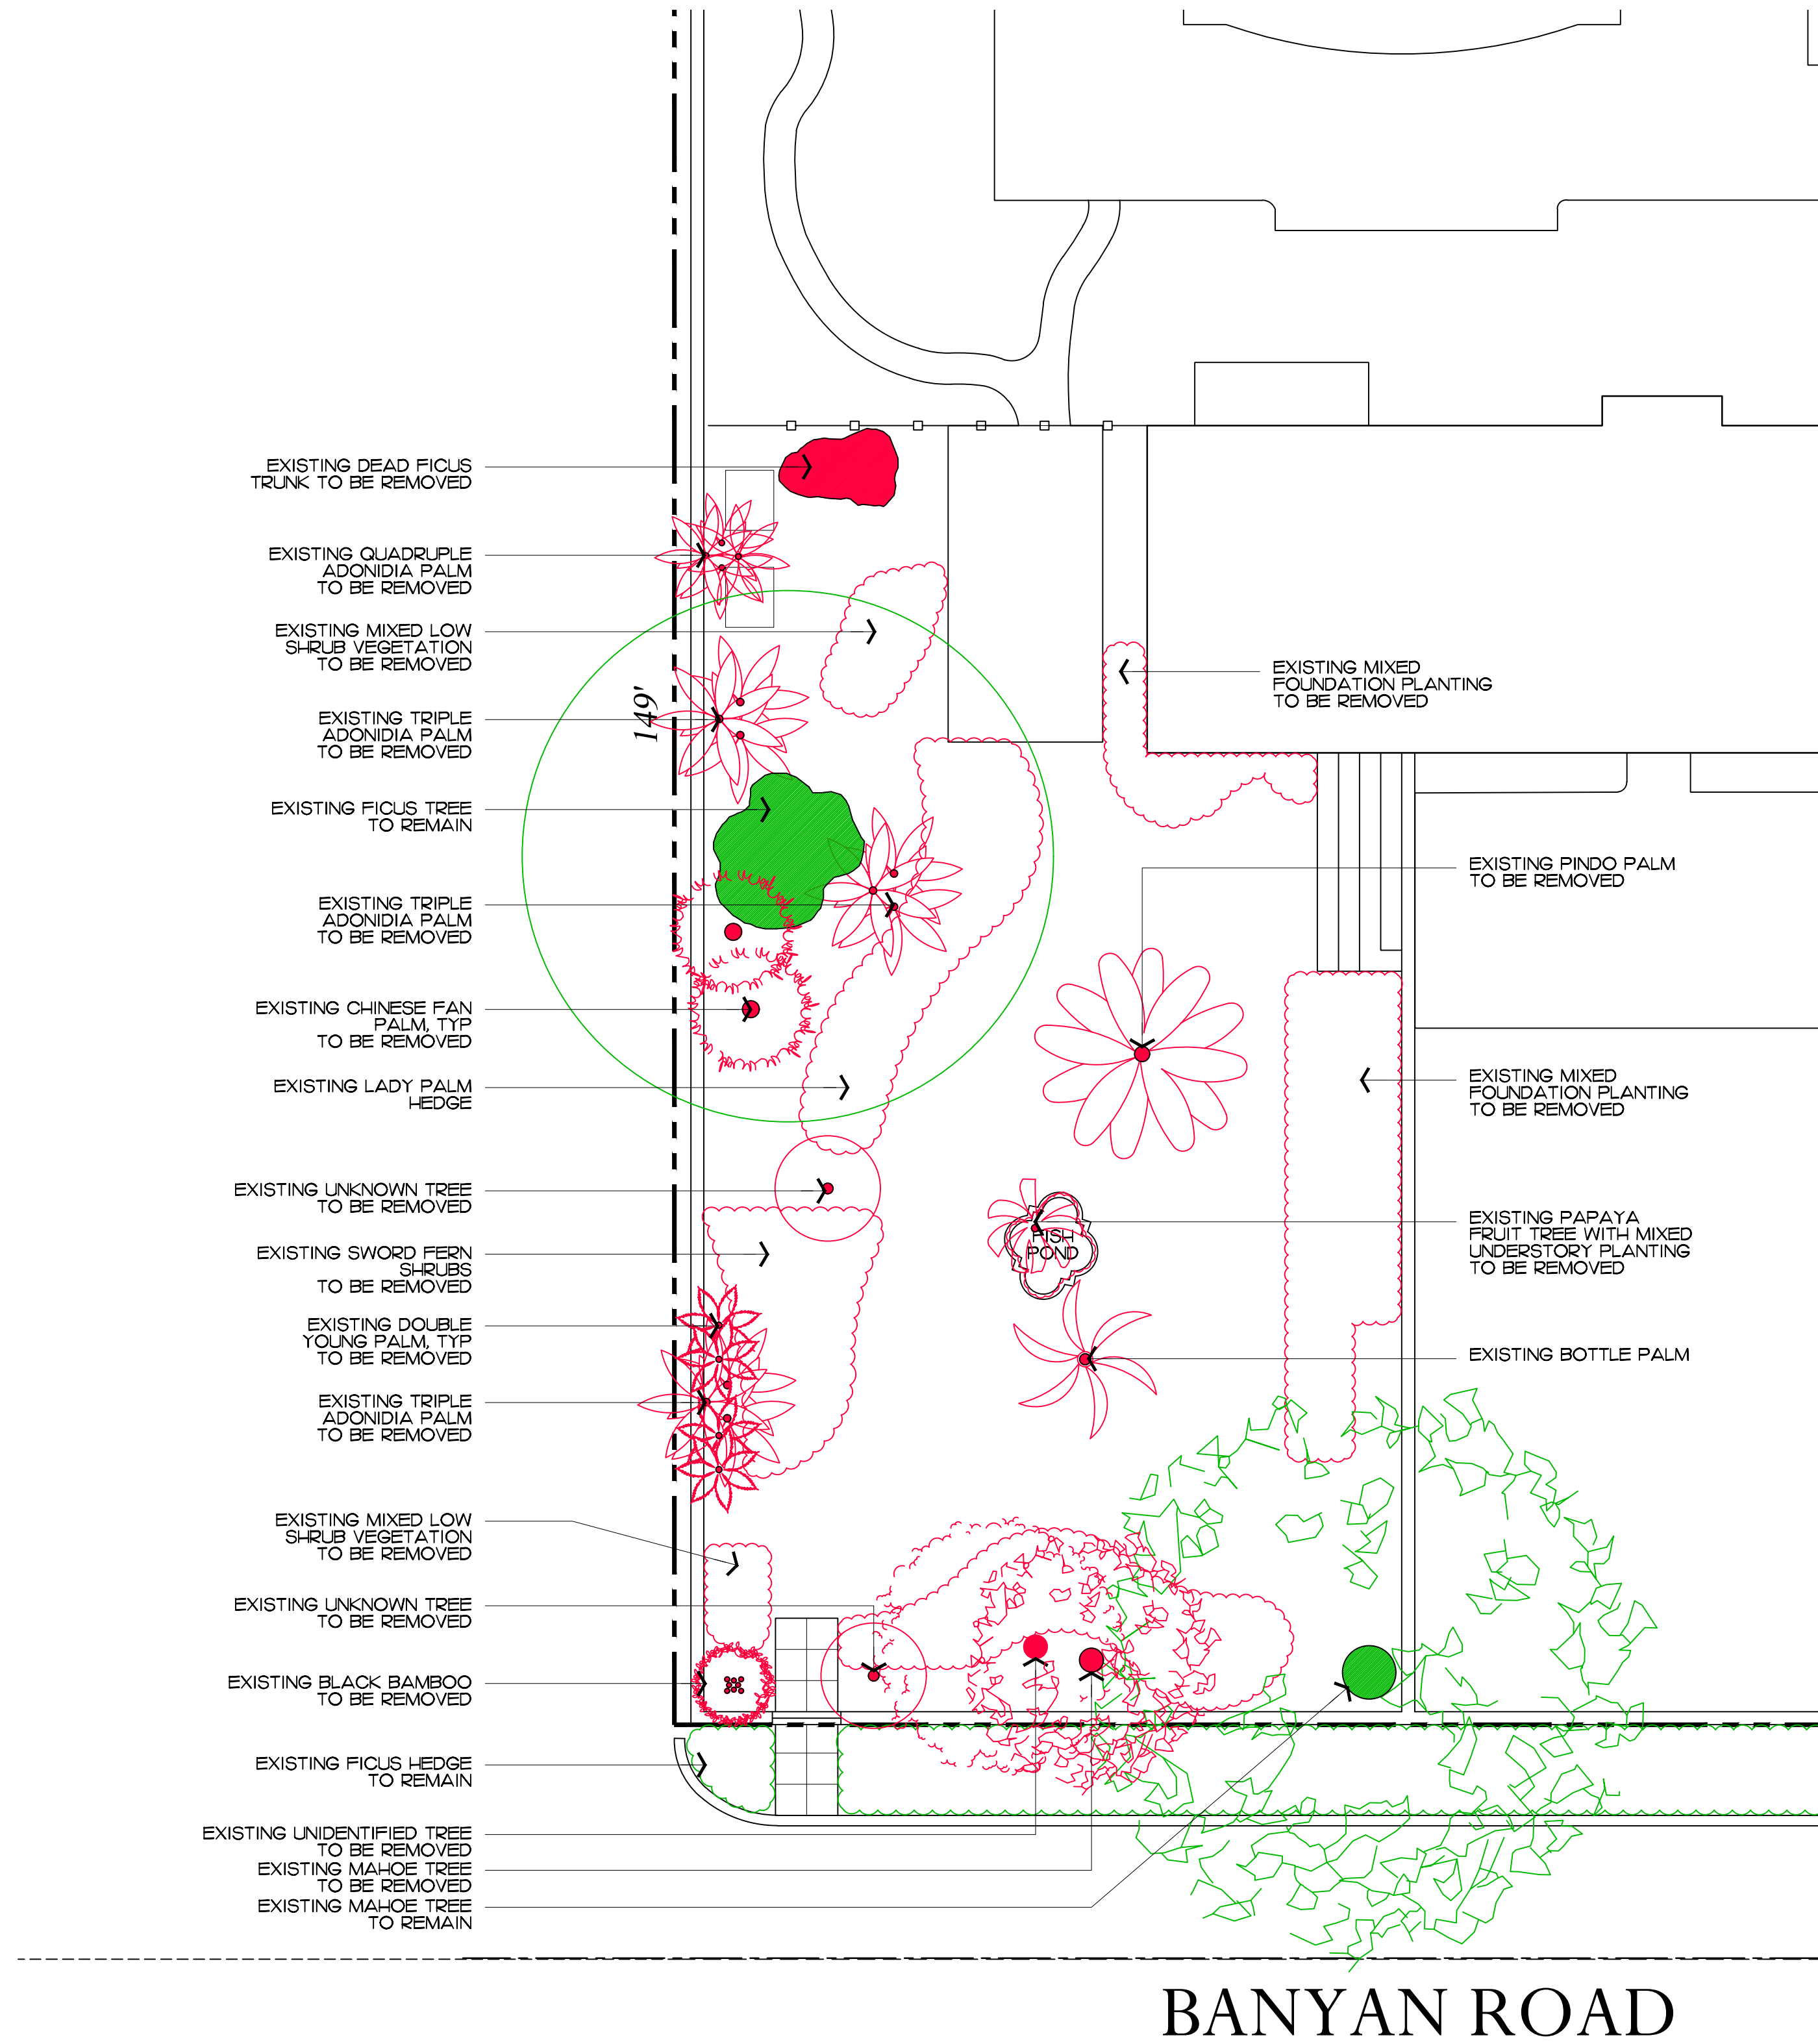 EXISTING DEAD FICUS
TRUNK TO BE REMOVED
EXISTING QUADRUPLE
ADONIDIA PALM
TO BE REMOVED
EXISTING MIXED LOW
SHRUB VEGETATION
TO BE REMOVED
EXISTING MIXED
FOUNDATION PLANTING
TO BE REMOVED
149'
EXISTING TRIPLE
ADONIDIA PALM
TO BE REMOVED
EXISTING FICUS TREE
TO REMAIN
EXISTING PINDO PALM
TO BE REMOVED
EXISTING TRIPLE
ADONIDIA PALM
TO BE REMOVED
EXISTING CHINESE FAN
PALM, TYP
TO BE REMOVED
EXISTING LADY PALM
HEDGE
EXISTING MIXED
FOUNDATION PLANTING
TO BE REMOVED
EXISTING UNKNOWN TREE
TO BE REMOVED
EXISTING PAPAYA
FRUIT TREE WITH MIXED
UNDERSTORY PLANTING
TO BE REMOVED
FISH
POND
EXISTING SWORD FERN
SHRUBS
TO BE REMOVED
EXISTING DOUBLE
YOUNG PALM, TYP
TO BE REMOVED
EXISTING BOTTLE PALM
EXISTING TRIPLE
ADONIDIA PALM
TO BE REMOVED
EXISTING MIXED LOW
SHRUB VEGETATION
TO BE REMOVED
EXISTING UNKNOWN TREE
TO BE REMOVED
EXISTING BLACK BAMBOO
TO BE REMOVED
EXISTING FICUS HEDGE
TO REMAIN
EXISTING UNIDENTIFIED TREE
TO BE REMOVED
EXISTING MAHOE TREE
TO BE REMOVED
EXISTING MAHOE TREE
TO REMAIN
BANYAN ROAD